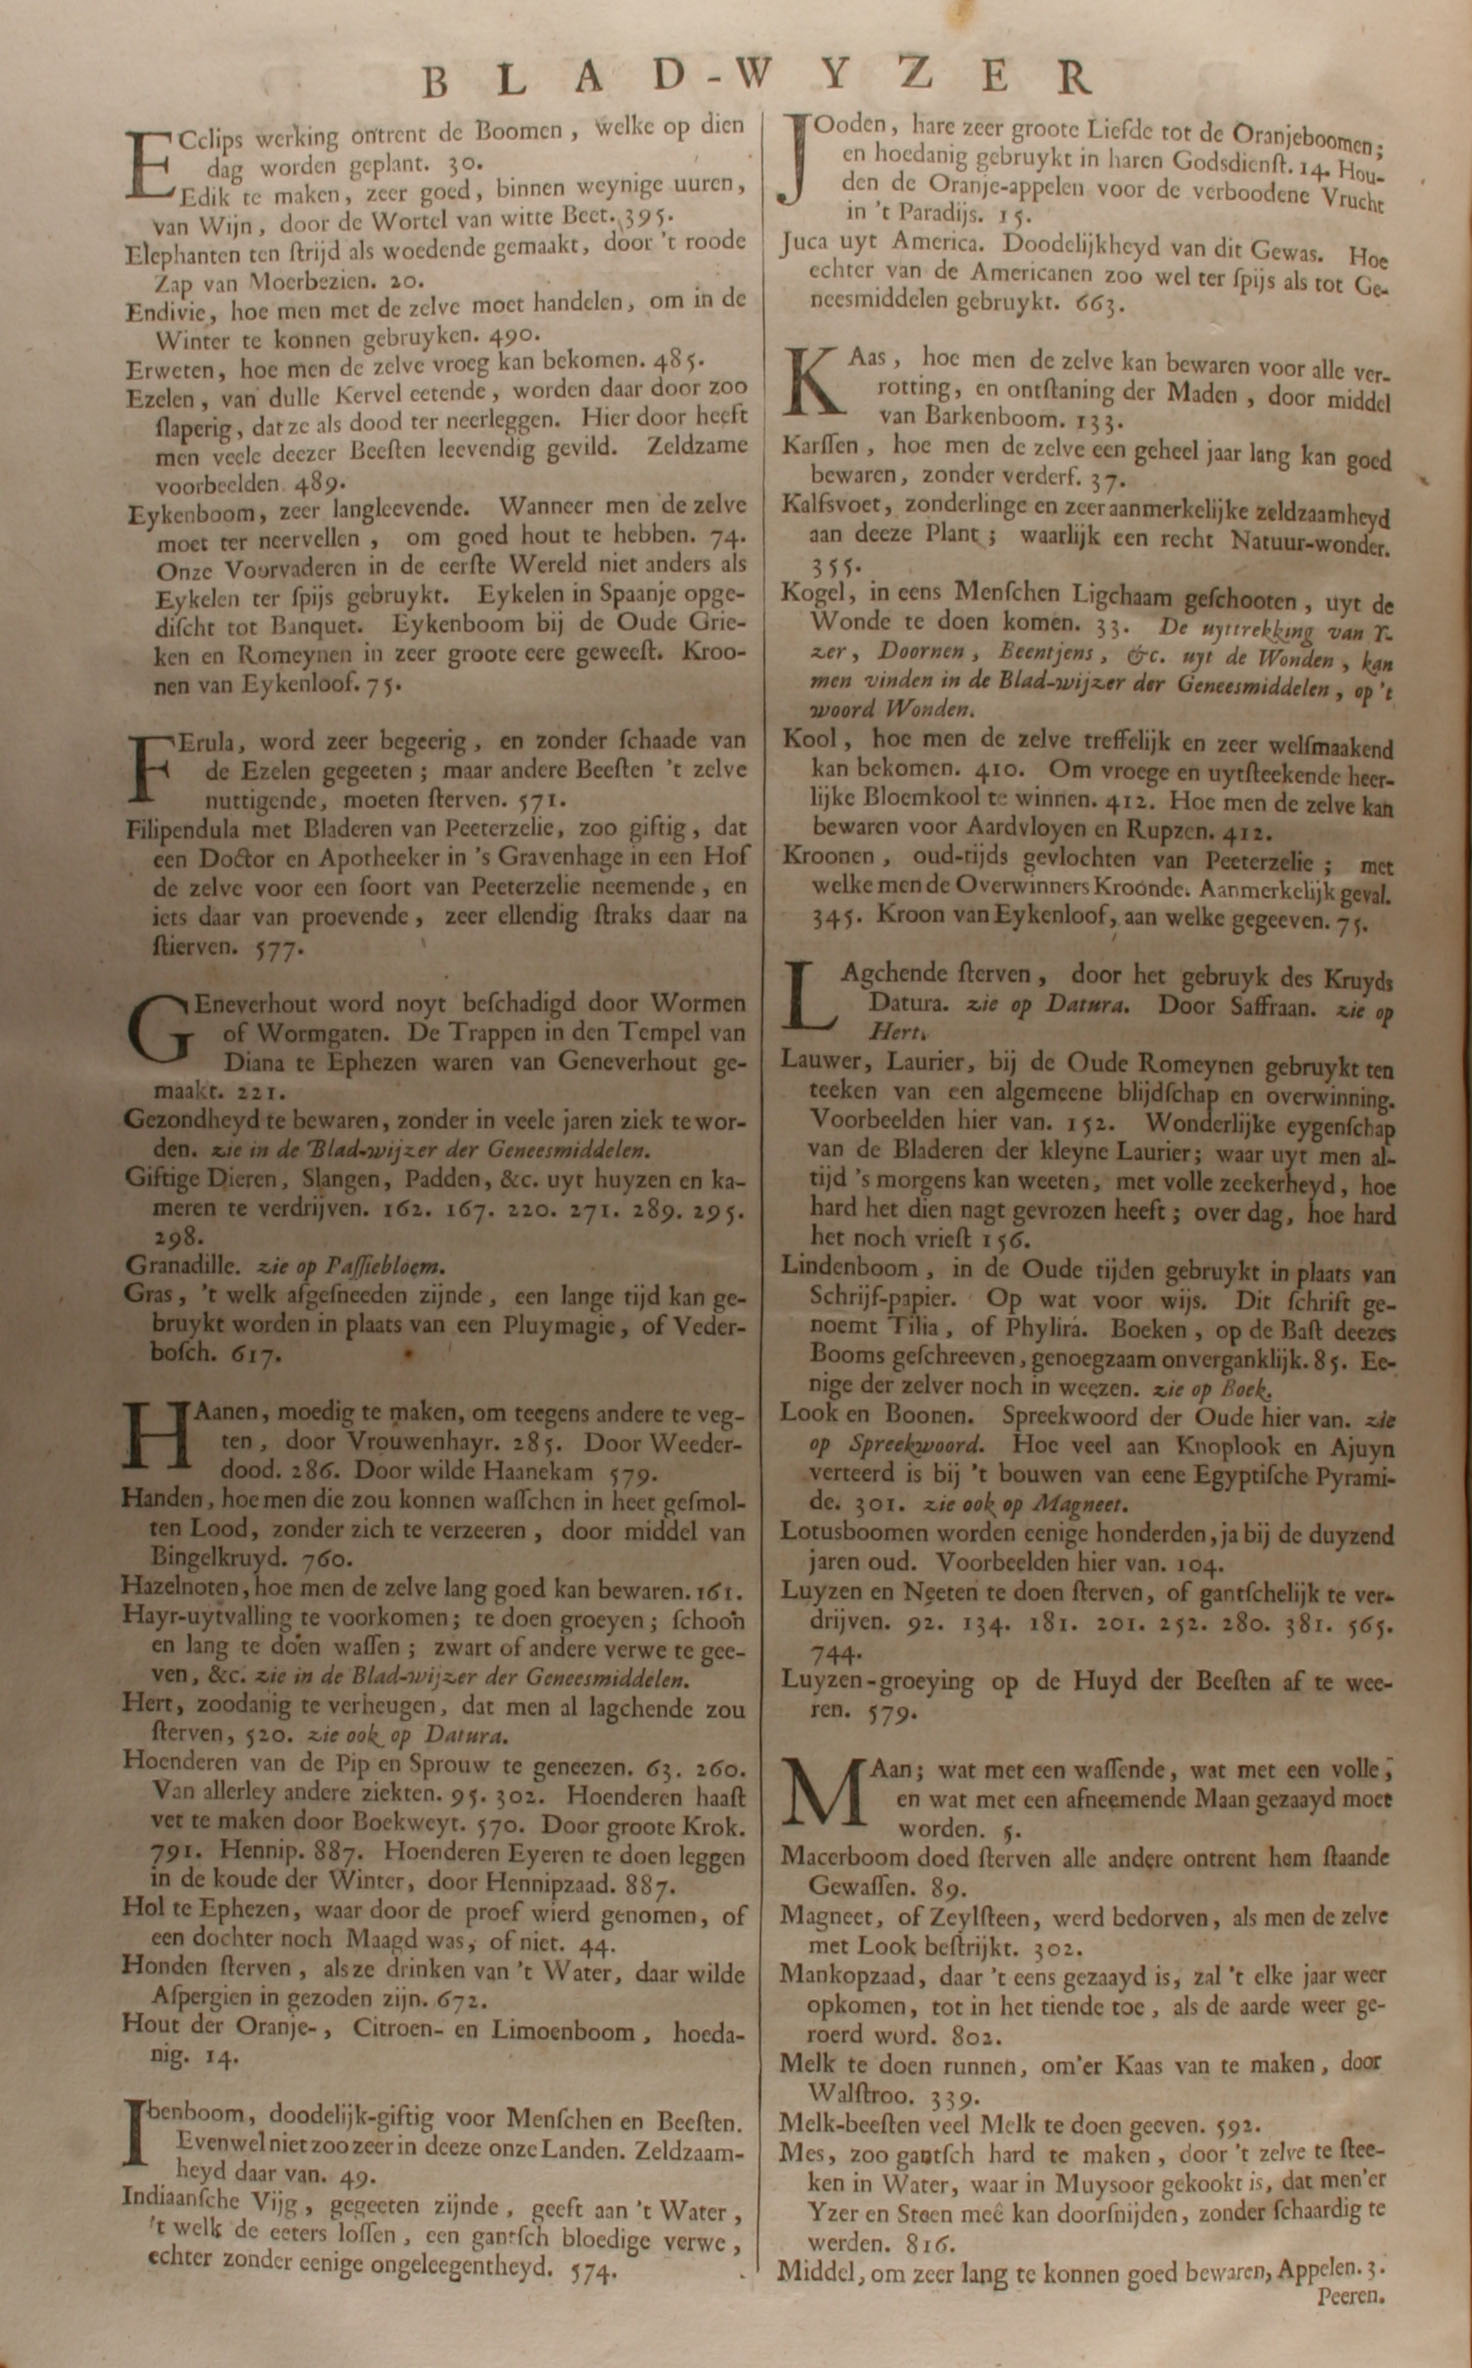 BLAD-WYZER
ECclips werking ontrent de Boomen, welke op dien
dag worden geplant. 30.
Edik te maken, zeer goed, binnen weynige uuren,
van Wijn, door de Wortel van witte Beet. 395.
Elephanten ten ſtrijd als woedende gemaakt, door 't roode
Zap van Moerbezien. 20.
Endivie, hoe men met de zelve moet handelen, om in de
Winter te konnen gebruyken. 490.
Erweten, hoe men de zelve vroeg kan bekomen. 485.
Ezelen, van dulle Kervel eetende, worden daar door zoo
ſlaperig, dat ze als dood ter neerleggen. Hier door heeft
men veele deezer Beeſten leevendig gevild. Zeldzame
voorbeelden 489.
Eykenboom, zeer langleevende. Wanneer men de zelve
moet ter neervellen, om goed hout te hebben. 74.
Onze Voorvaderen in de eerſte Wereld niet anders als
Eykelen ter ſpijs gebruykt. Eykelen in Spaanje opge-
diſcht tot Banquet. Eykenboom bij de Oude Grie-
ken en Romeynen in zeer groote eere geweeſt. Kroo-
nen van Eykenloof. 75.
FErula, word zeer begeerig, en zonder ſchaade van
de Ezelen gegeeten; maar andere Beeſten 't zelve
nuttigende, moeten ſterven. 571.
Filipendula met Bladeren van Peeterzelie, zoo giftig, dat
een Doctor en Apotheeker in 's Gravenhage in een Hof
de zelve voor een ſoort van Peeterzelie neemende, en
iets daar van proevende, zeer ellendig ſtraks daar na
ſtierven. 577.
GEneverhout word noyt beſchadigd door Wormen
of Wormgaten. De Trappen in den Tempel van
Diana te Ephezen waren van Geneverhout ge-
maakt. 221.
Gezondheyd te bewaren, zonder in veele jaren ziek te wor-
den. zie in de Blad-wijzer der Geneesmiddelen.
Giftige Dieren, Slangen, Padden, &c. uyt huyzen en ka-
meren te verdrijven. 162. 167. 220. 271. 289. 295.
298.
Granadille. zie op Paſſiebloem.
Gras, 't welk afgeſneeden zijnde, een lange tijd kan ge-
bruykt worden in plaats van een Pluymagie, of Veder-
boſch. 617.
HAanen, moedig te maken, om teegens andere te veg-
ten, door Vrouwenhayr. 285. Door Weeder-
dood. 286. Door wilde Haanekam 579.
Handen, hoe men die zou konnen waſſchen in heet geſmol-
ten Lood, zonder zich te verzeeren, door middel van
Bingelkruyd. 760.
Hazelnoten, hoe men de zelve lang goed kan bewaren. 161.
Hayr-uytvalling te voorkomen; te doen groeyen; ſchoon
en lang te doen waſſen; zwart of andere verwe te gee-
ven, &c. zie in de Blad-wijzer der Geneesmiddelen.
Hert, zoodanig te verheugen, dat men al lagchende zou
ſterven, 520. zie ook op Datura.
Hoenderen van de Pip en Sprouw te geneezen. 63. 260.
Van allerley andere ziekten. 95. 302. Hoenderen haaſt
vet te maken door Boekweyt. 570. Door groote Krok.
791. Hennip. 887. Hoenderen Eyeren te doen leggen
in de koude der Winter, door Hennipzaad. 887.
Hol te Ephezen, waar door de proef wierd genomen, of
een dochter noch Maagd was, of niet. 44.
Honden ſterven, als ze drinken van 't Water, daar wilde
Aſpergien in gezoden zijn. 672.
Hout der Oranje-, Citroen- en Limoenboom, hoeda-
nig. 14.
Ibenboom, doodelijk-giftig voor Menſchen en Beeſten.
Evenwel niet zoo zeer in deeze onze Landen. Zeldzaam-
heyd daar van. 49.
Indiaanſche Vijg, gegeeten zijnde, geeft aan 't Water,
't welk de eeters loſſen, een gantſch bloedige verwe,
echter zonder eenige ongeleegentheyd. 574.
JOoden, hare zeer groote Liefde tot de Oranjeboomen;
en hoedanig gebruykt in haren Godsdienſt. 14. Hou-
den de Oranje-appelen voor de verboodene Vrucht
in 't Paradijs. 15.
Juca uyt America. Doodelijkheyd van dit Gewas. Hoe
echter van de Americanen zoo wel ter ſpijs als tot Ge-
neesmiddelen gebruykt. 663.
KAas, hoe men de zelve kan bewaren voor alle ver-
rotting, en ontſtaning der Maden, door middel
van Barkenboom. 133.
Karſſen, hoe men de zelve een geheel jaar lang kan goed
bewaren, zonder verderf. 37.
Kalfsvoet, zonderlinge en zeer aanmerkelijke zeldzaamheyd
aan deeze Plant; waarlijk een recht Natuur-wonder.
355.
Kogel, in eens Menſchen Ligchaam geſchooten, uyt de
Wonde te doen komen. 33. De uyttrekking van Y-
zer, Doornen, Beentjens, &c. uyt de Wonden, kan
men vinden in de Blad-wijzer der Geneesmiddelen, op 't
woord Wonden.
Kool, hoe men de zelve treffelijk en zeer welſmaakend
kan bekomen. 410. Om vroege en uytſteekende heer-
lijke Bloemkool te winnen. 412. Hoe men de zelve kan
bewaren voor Aardvloyen en Rupzen. 412.
Kroonen, oud-tijds gevlochten van Peeterzelie; met
welke men de Overwinners Kroonde. Aanmerkelijk geval.
345. Kroon van Eykenloof, aan welke gegeeven. 75.
LAgchende ſterven, door het gebruyk des Kruyds
Datura. zie op Datura. Door Saffraan. zie op
Hert.
Lauwer, Laurier, bij de Oude Romeynen gebruykt ten
teeken van een algemeene blijdſchap en overwinning.
Voorbeelden hier van. 152. Wonderlijke eygenſchap
van de Bladeren der kleyne Laurier; waar uyt men al-
tijd 's morgens kan weeten, met volle zeekerheyd, hoe
hard het dien nagt gevrozen heeft; over dag, hoe hard
het noch vrieſt 156.
Lindenboom, in de Oude tijden gebruykt in plaats van
Schrijf-papier. Op wat voor wijs. Dit ſchrift ge-
noemt Tilia, of Phylira. Boeken, op de Baſt deezes
Booms geſchreeven, genoegzaam onverganklijk. 85. Ee-
nige der zelver noch in weezen. zie op Boek.
Look en Boonen. Spreekwoord der Oude hier van. zie
op Spreekwoord. Hoe veel aan Knoplook en Ajuyn
verteerd is bij 't bouwen van eene Egyptiſche Pyrami-
de. 301. zie ook op Magneet.
Lotusboomen worden eenige honderden, ja bij de duyzend
jaren oud. Voorbeelden hier van. 104.
Luyzen en Neeten te doen ſterven, of gantſchelijk te ver-
drijven. 92. 134. 181. 201. 252. 280. 381. 565.
744.
Luyzen-groeying op de Huyd der Beeſten af te wee-
ren. 579.
MAan; wat met een waſſende, wat met een volle,
en wat met een afneemende Maan gezaayd moet
worden. 5.
Macerboom doed ſterven alle andere ontrent hem ſtaande
Gewaſſen. 89.
Magneet, of Zeylſteen, werd bedorven, als men de zelve
met Look beſtrijkt. 302.
Mankopzaad, daar 't eens gezaayd is, zal 't elke jaar weer
opkomen, tot in het tiende toe, als de aarde weer ge-
roerd word. 802.
Melk te doen runnen, om'er Kaas van te maken, door
Walſtroo. 339.
Melk-beeſten veel Melk te doen geeven. 592.
Mes, zoo gantſch hard te maken, door 't zelve te ſtee-
ken in Water, waar in Muysoor gekookt is, dat men'er
Yzer en Steen meê kan doorſnijden, zonder ſchaardig te
werden. 816.
Middel, om zeer lang te konnen goed bewaren, Appelen. 3.
Peeren.